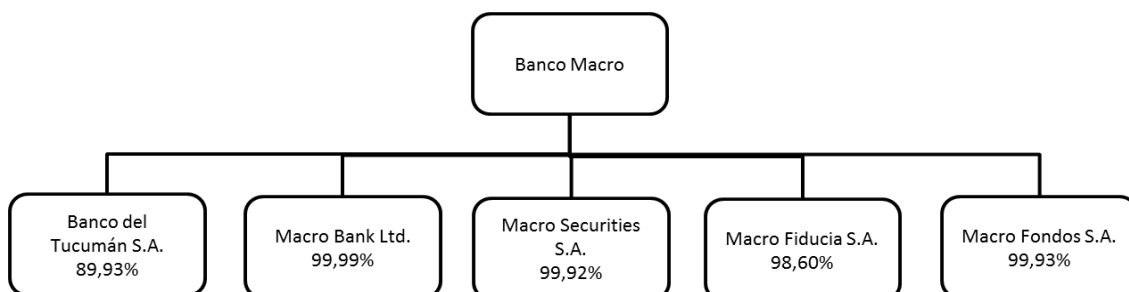 Banco Macro
Banco del
Tucumán S.A.
89,93%
Macro Bank Ltd.
99,99%
Macro Securities
S.A.
99,92%
Macro Fiducia S.A.
98,60%
Macro Fondos S.A.
99,93%